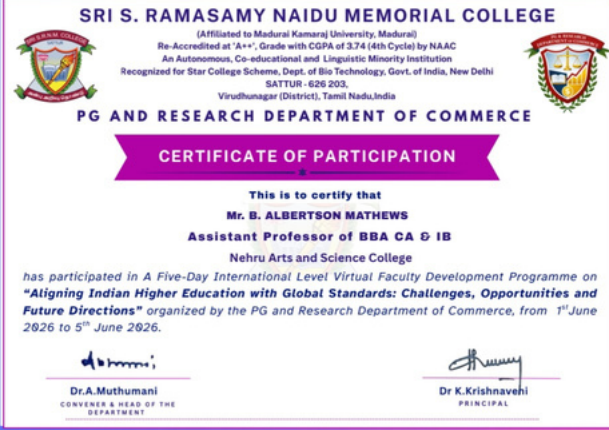 SRI S. RAMASAMY NAIDU MEMORIAL COLLEGE
(Affiliated to Madurai Kamaraj University, Madurai)
Re-Accredited at 'A++', Grade with CGPA of 3.74 (4th Cycle) by NAAC
An Autonomous, Co-educational and Linguistic Minority Institution
Recognized for Star College Scheme, Dept. of Bio Technology, Govt. of India, New Delhi
SATTUR - 626 203,
Virudhunagar (District), Tamil Nadu,India
PG AND RESEARCH DEPARTMENT OF COMMERCE
CERTIFICATE OF PARTICIPATION
This is to certify that
Mr. B. ALBERTSON MATHEWS
Assistant Professor of BBA CA & IB
Nehru Arts and Science College
has participated in A Five-Day International Level Virtual Faculty Development Programme on
“Aligning Indian Higher Education with Global Standards: Challenges, Opportunities and
Future Directions” organized by the PG and Research Department of Commerce, from 1st June
2026 to 5th June 2026.
Dr.A.Muthumani
CONVENER & HEAD OF THE
DEPARTMENT
Dr K.Krishnaveni
PRINCIPAL